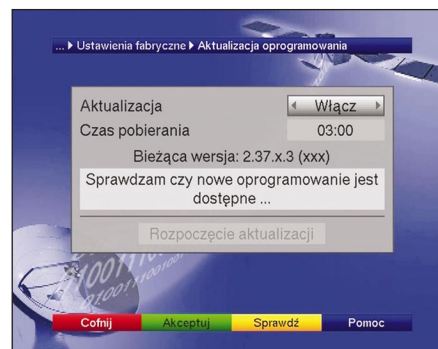 ... ▶ Ustawienia fabryczne ▶ Aktualizacja oprogramowania
Aktualizacja ◀ Włącz ▶
Czas pobierania 03:00
Bieżąca wersja: 2.37.x.3 (xxx)
Sprawdzam czy nowe oprogramowanie jest
dostępne ...
Rozpoczęcie aktualizacji
Cofnij Akceptuj Sprawdź Pomoc